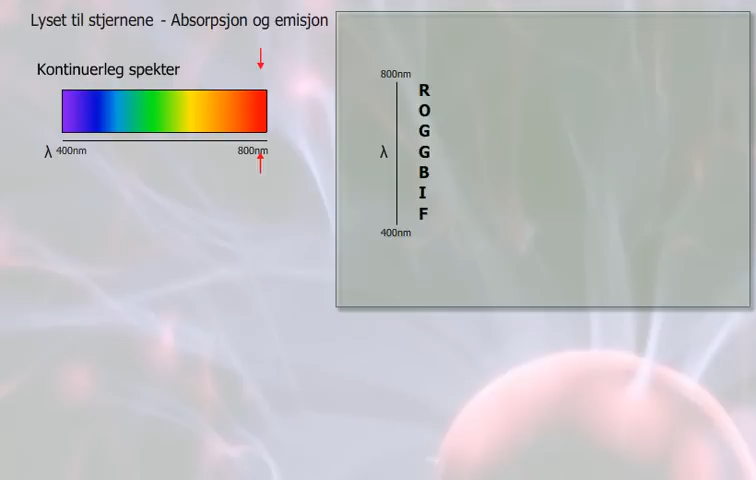 Lyset til stjernene - Absorpsjon og emisjon
Kontinuerleg spekter
λ 400nm 800nm
800nm
R
O
G
λ G
B
I
F
400nm